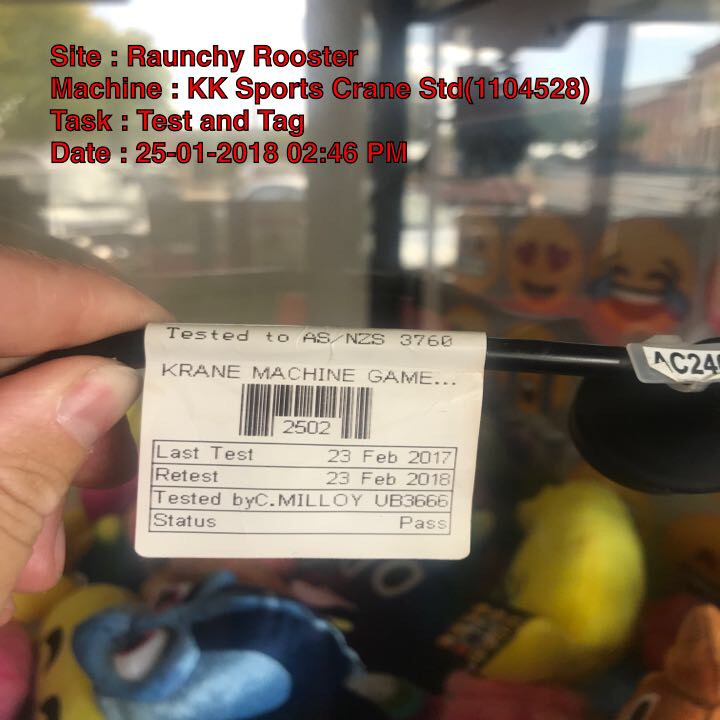 Site : Raunchy Rooster
Machine : KK Sports Crane Std(1104528)
Task : Test and Tag
Date : 25-01-2018 02:46 PM
Tested to AS/NZS 3760
KRANE MACHINE GAME...
2502
Last Test 23 Feb 2017
Retest 23 Feb 2018
Tested byC.MILLOY UB3666
Status Pass